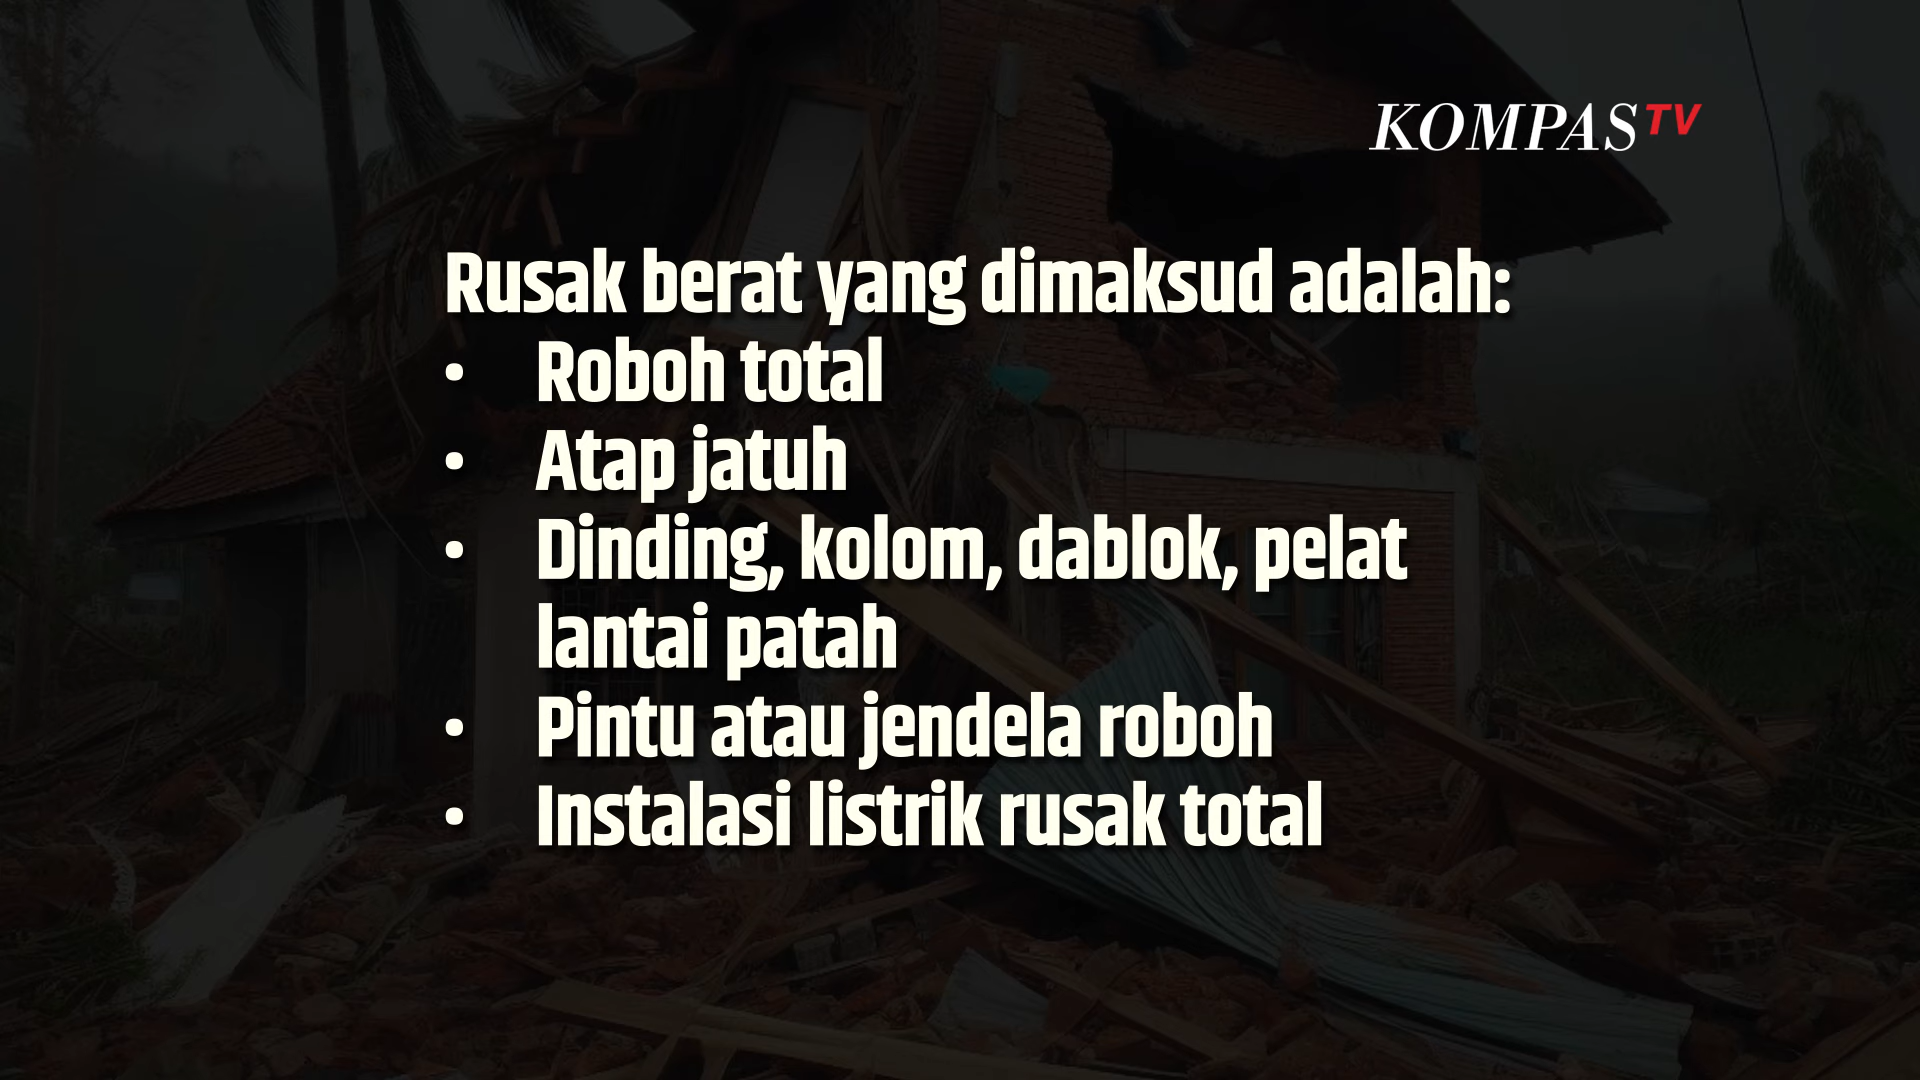 KOMPAS TV
Rusak berat yang dimaksud adalah:
• Roboh total
• Atap jatuh
• Dinding, kolom, dablok, pelat
lantai patah
• Pintu atau jendela roboh
• Instalasi listrik rusak total